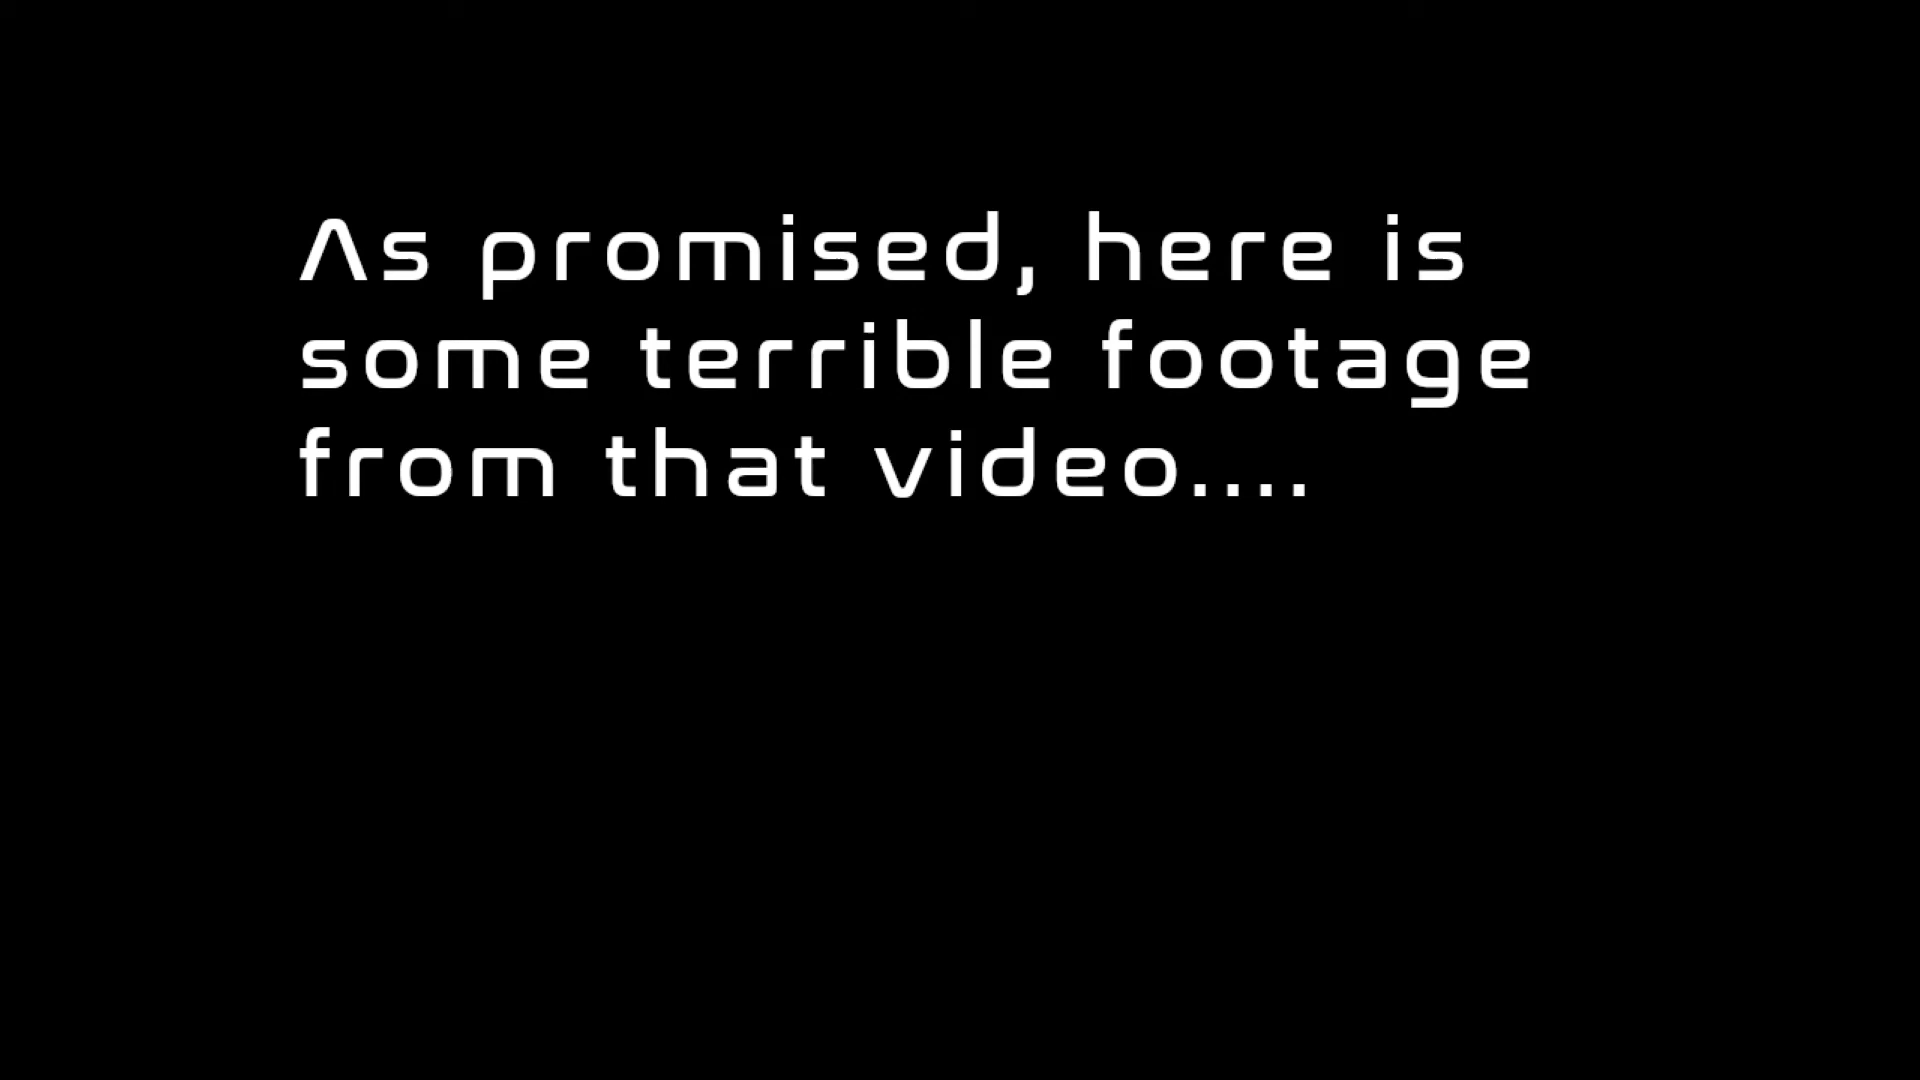 As promised, here is
some terrible footage
from that video....